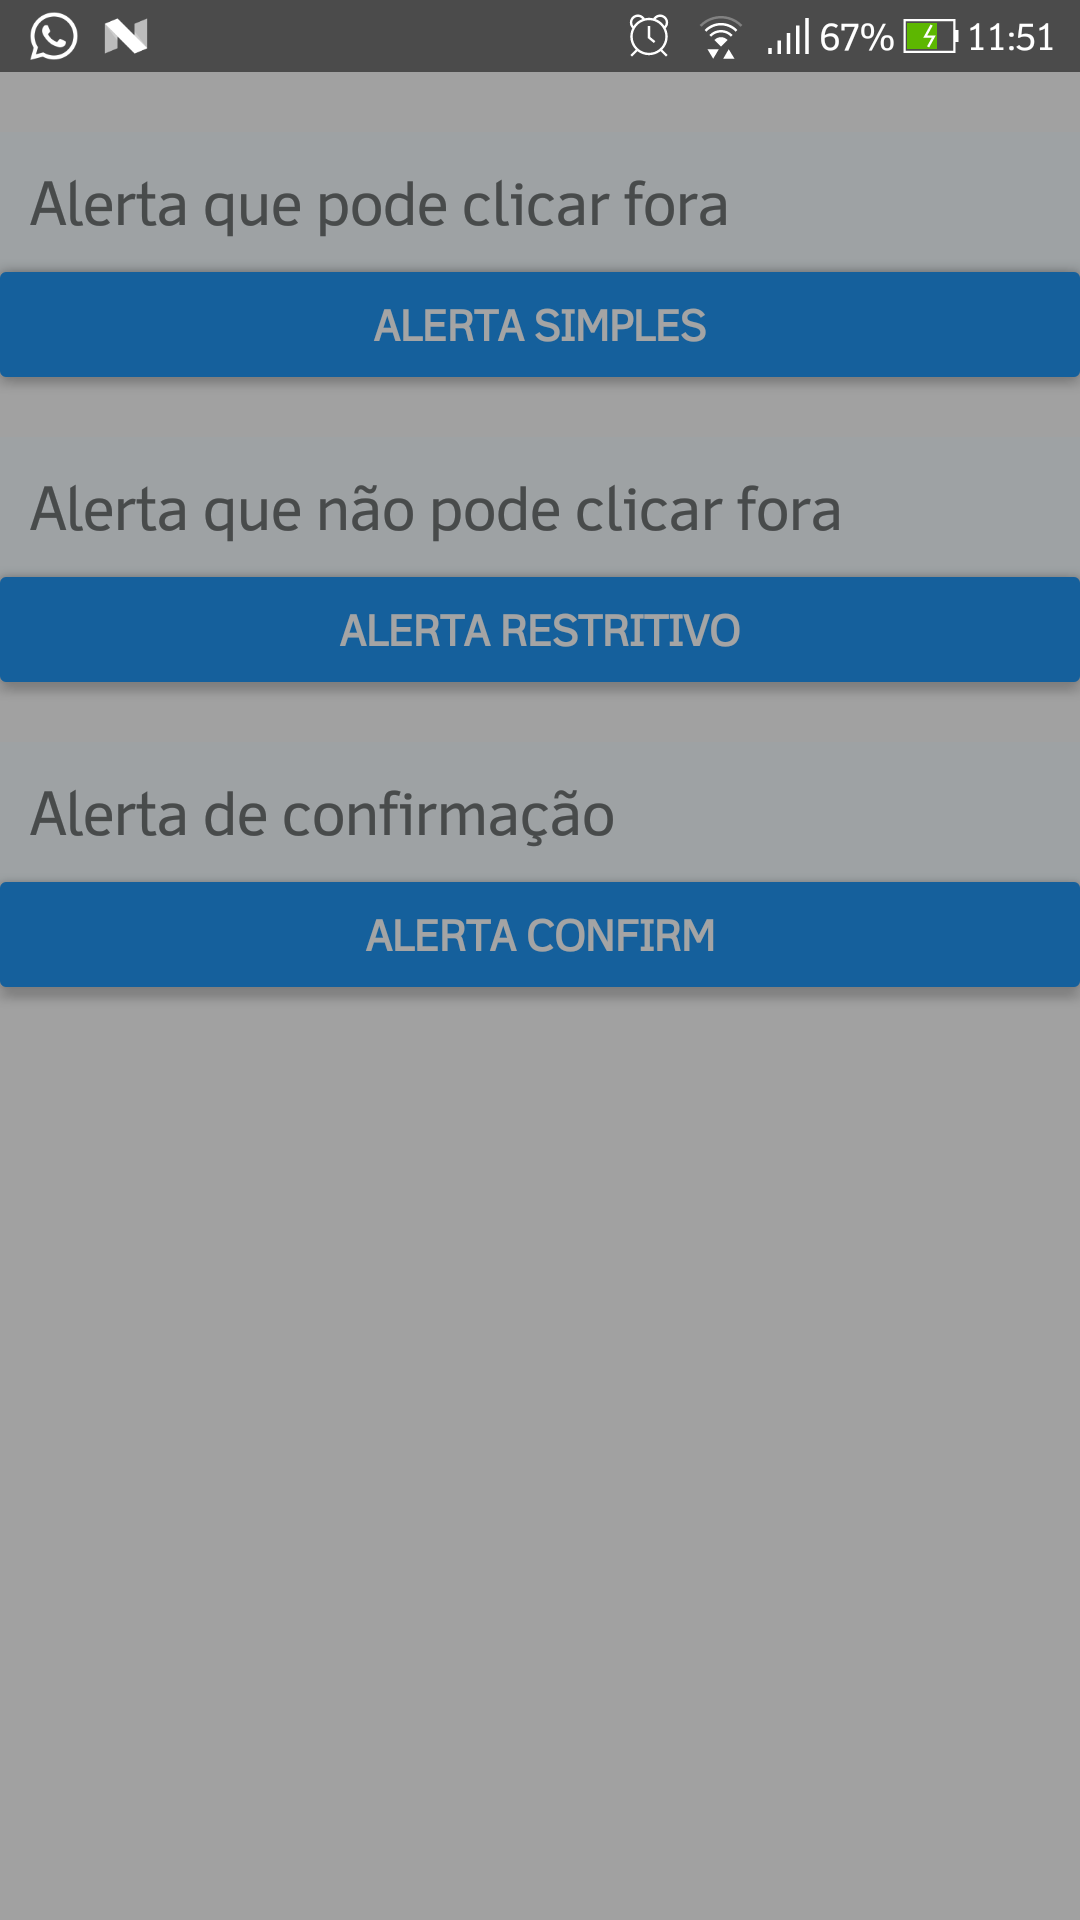 67% 11:51
Alerta que pode clicar fora
ALERTA SIMPLES
Alerta que não pode clicar fora
ALERTA RESTRITIVO
Alerta de confirmação
ALERTA CONFIRM